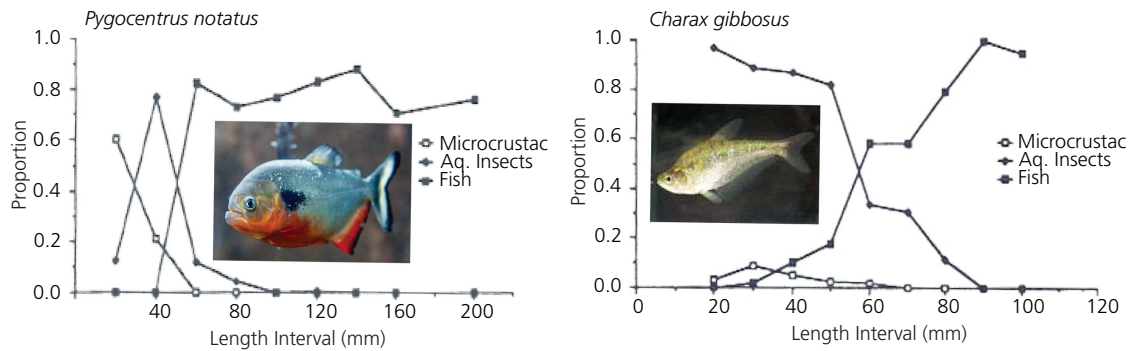 Pygocentrus notatus
1.0
0.8
0.6
0.4
0.2
0.0
Proportion
40
80
120
160
200
Length Interval (mm)
Microcrustac
Aq. Insects
Fish
Charax gibbosus
1.0
0.8
0.6
0.4
0.2
0.0
Proportion
0
20
40
60
80
100
120
Length Interval (mm)
Microcrustac
Aq. Insects
Fish